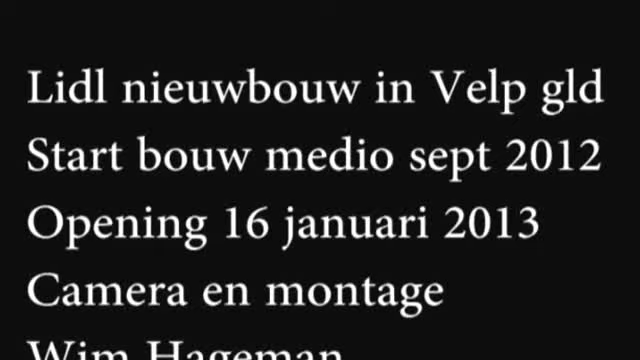 Lidl nieuwbouw in Velp gld
Start bouw medio sept 2012
Opening 16 januari 2013
Camera en montage
Wim Hageman